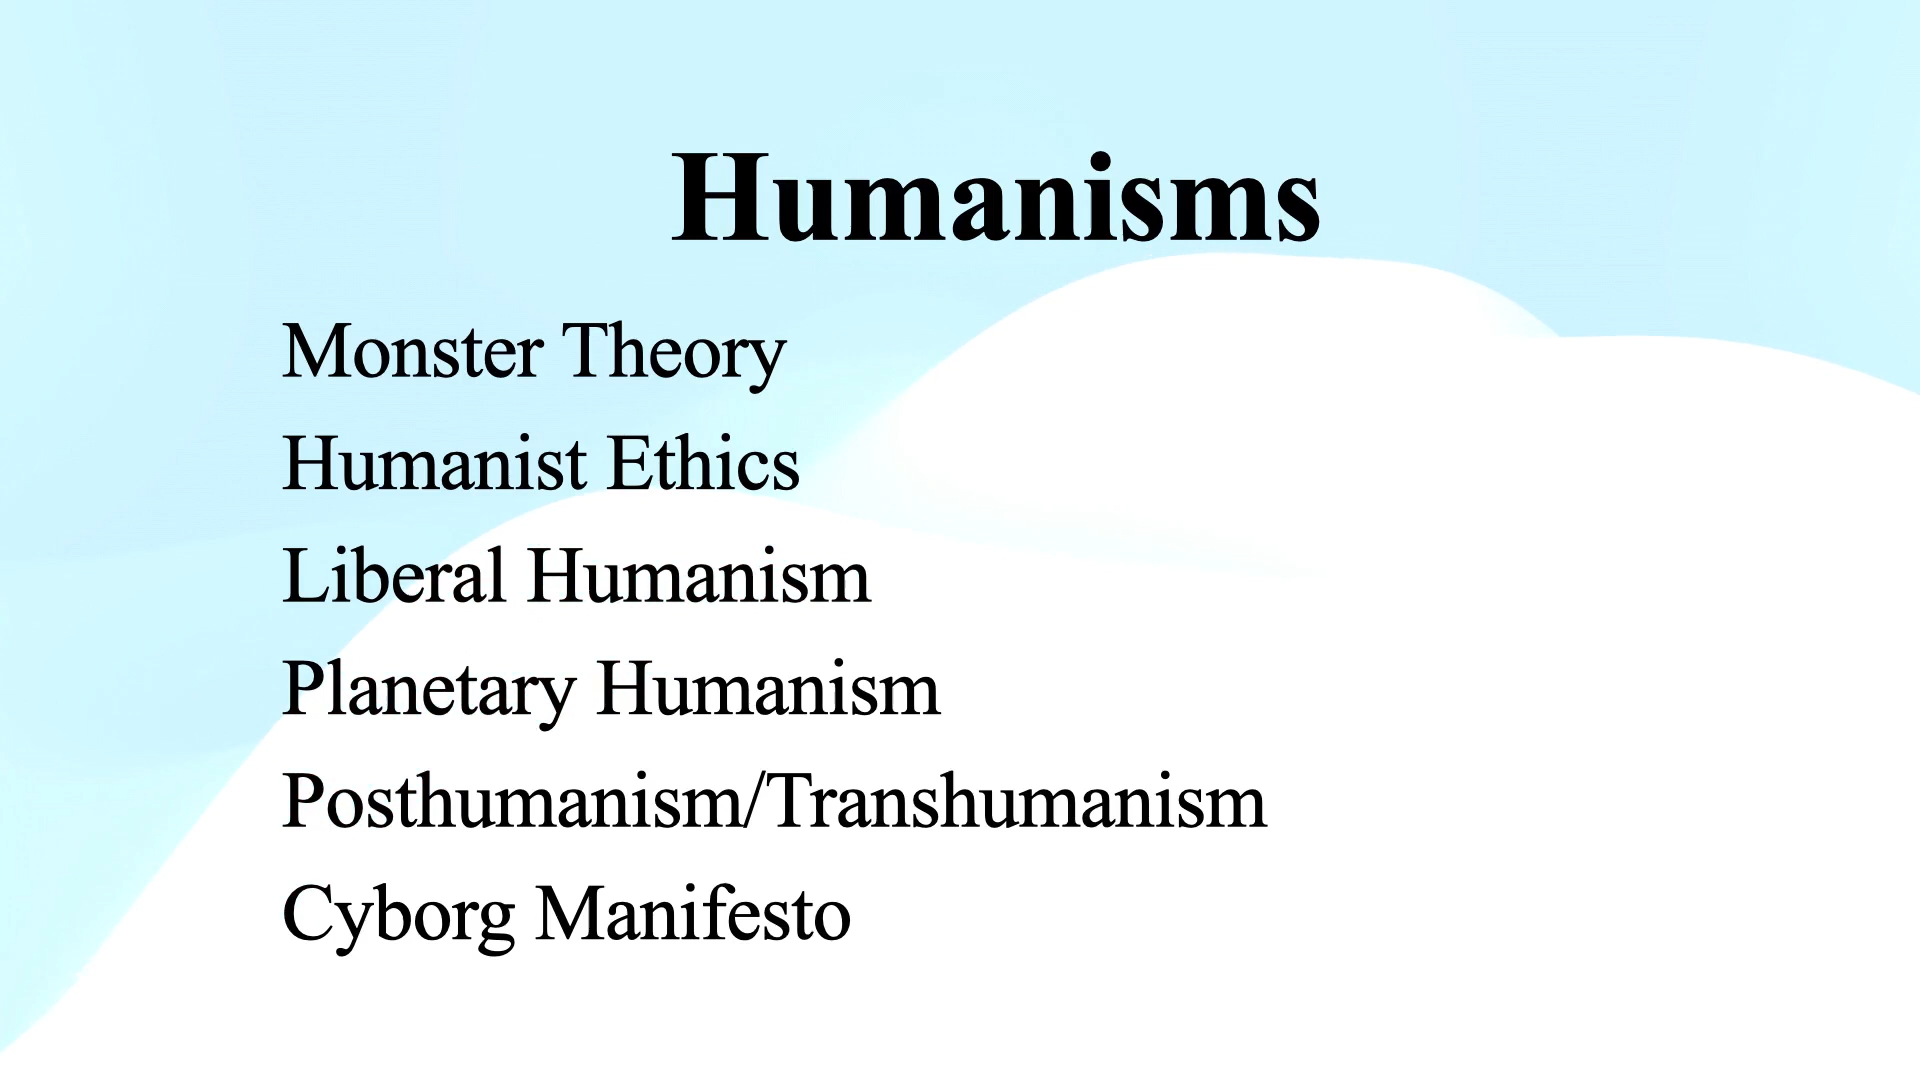 Humanisms
Monster Theory
Humanist Ethics
Liberal Humanism
Planetary Humanism
Posthumanism/Transhumanism
Cyborg Manifesto